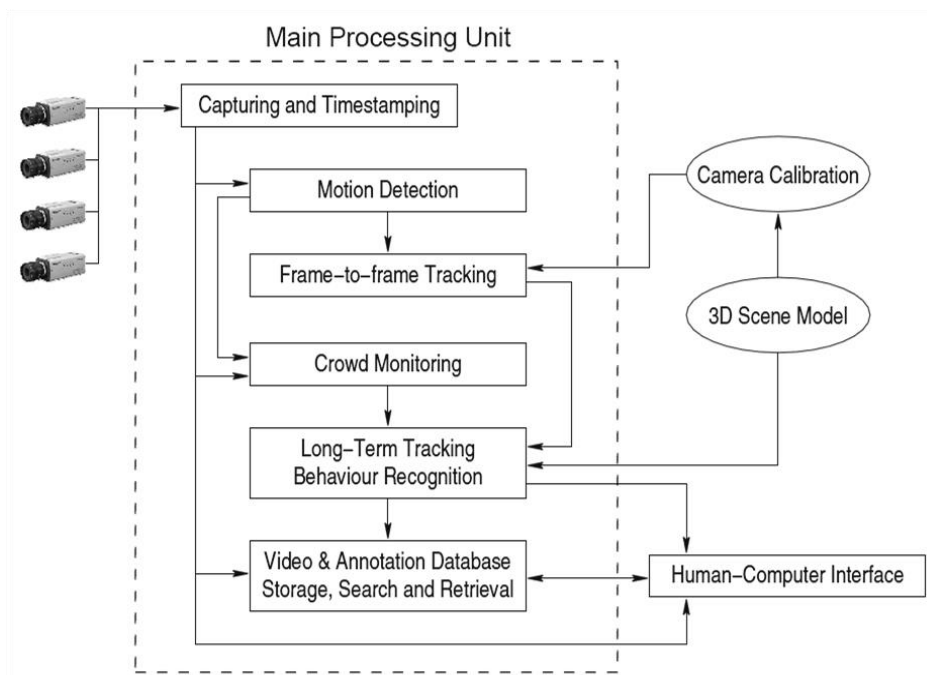 Main Processing Unit
Capturing and Timestamping
Motion Detection
Camera Calibration
Frame-to-frame Tracking
3D Scene Model
Crowd Monitoring
Long-Term Tracking
Behaviour Recognition
Video & Annotation Database
Storage, Search and Retrieval
Human-Computer Interface